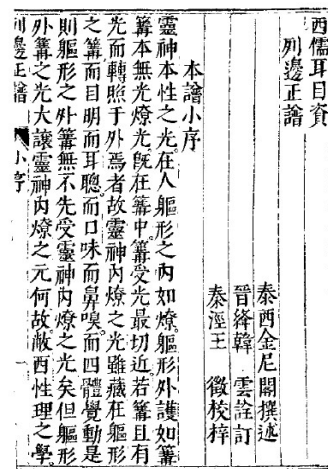 西儒耳目資
列邊正譜
泰西金尼閣撰述
晉絳韓 雲詮訂
秦涇王 徵校梓
本譜小序
靈神本性之光在人軀形之內如燎軀形外護如篝
篝本無光燎光旣在篝中篝受光最切近若篝且有
光而轉照于外焉者故靈神內燎之光雖藏在軀形
之篝而目明而耳聰而口味而鼻嗅而四體覺動是
則軀形之外篝無不先受靈神內燎之光矣但軀形
外篝之光大讓靈神內燎之元何故敝西性理之學
列邊正譜 小序 一